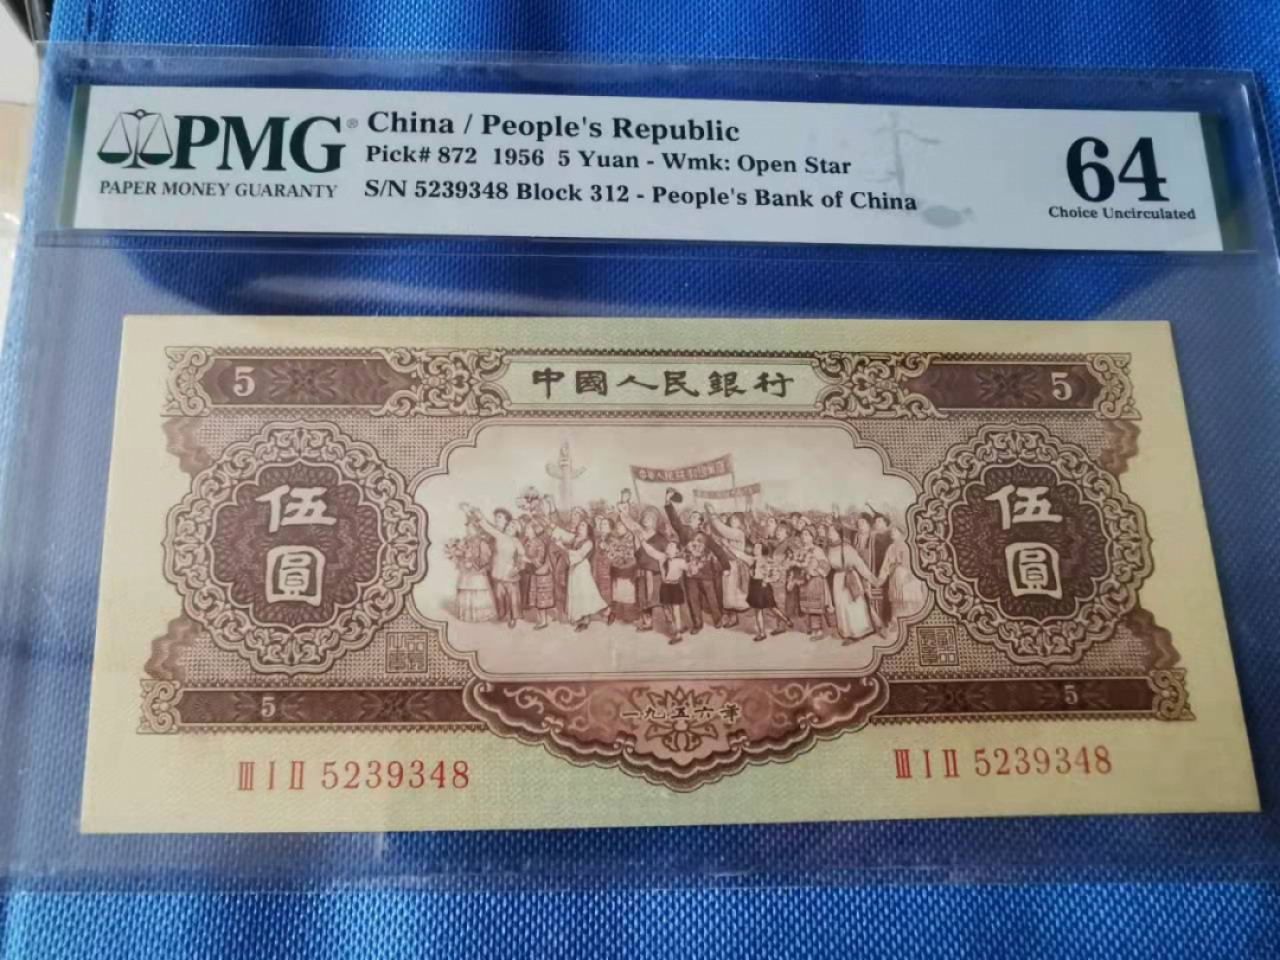 PMG®
PAPER MONEY GUARANTY
China / People's Republic
Pick# 872 1956 5 Yuan - Wmk: Open Star
S/N 5239348 Block 312 - People's Bank of China
64
Choice Uncirculated
5
中國人民銀行
5
伍圓
伍圓
5
一九五六年
5
III I II 5239348
III I II 5239348